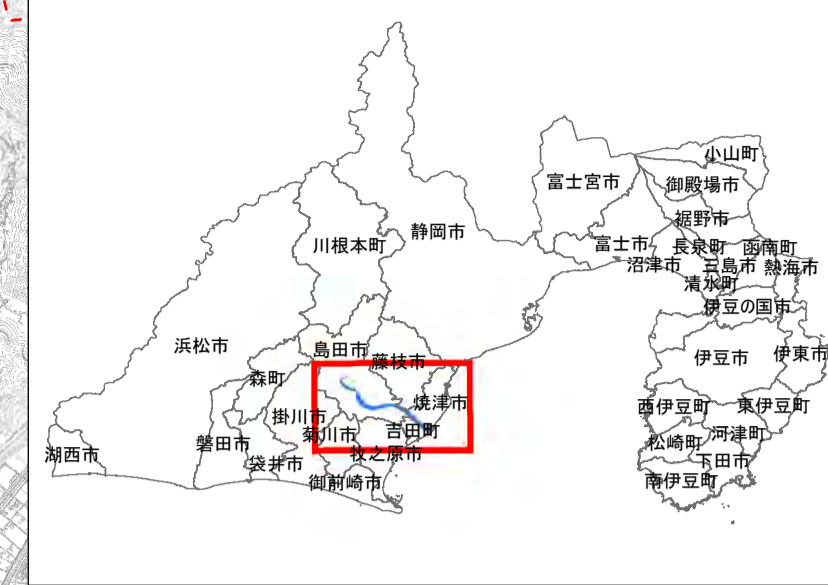 小山町
富士宮市
御殿場市
裾野市
静岡市
川根本町
富士市
長泉町
函南町
沼津市
三島市
熱海市
清水町
伊豆の国市
浜松市
島田市
藤枝市
伊豆市
伊東市
森町
焼津市
西伊豆町
東伊豆町
掛川市
菊川市
吉田町
河津町
磐田市
松崎町
湖西市
牧之原市
下田市
袋井市
御前崎市
南伊豆町